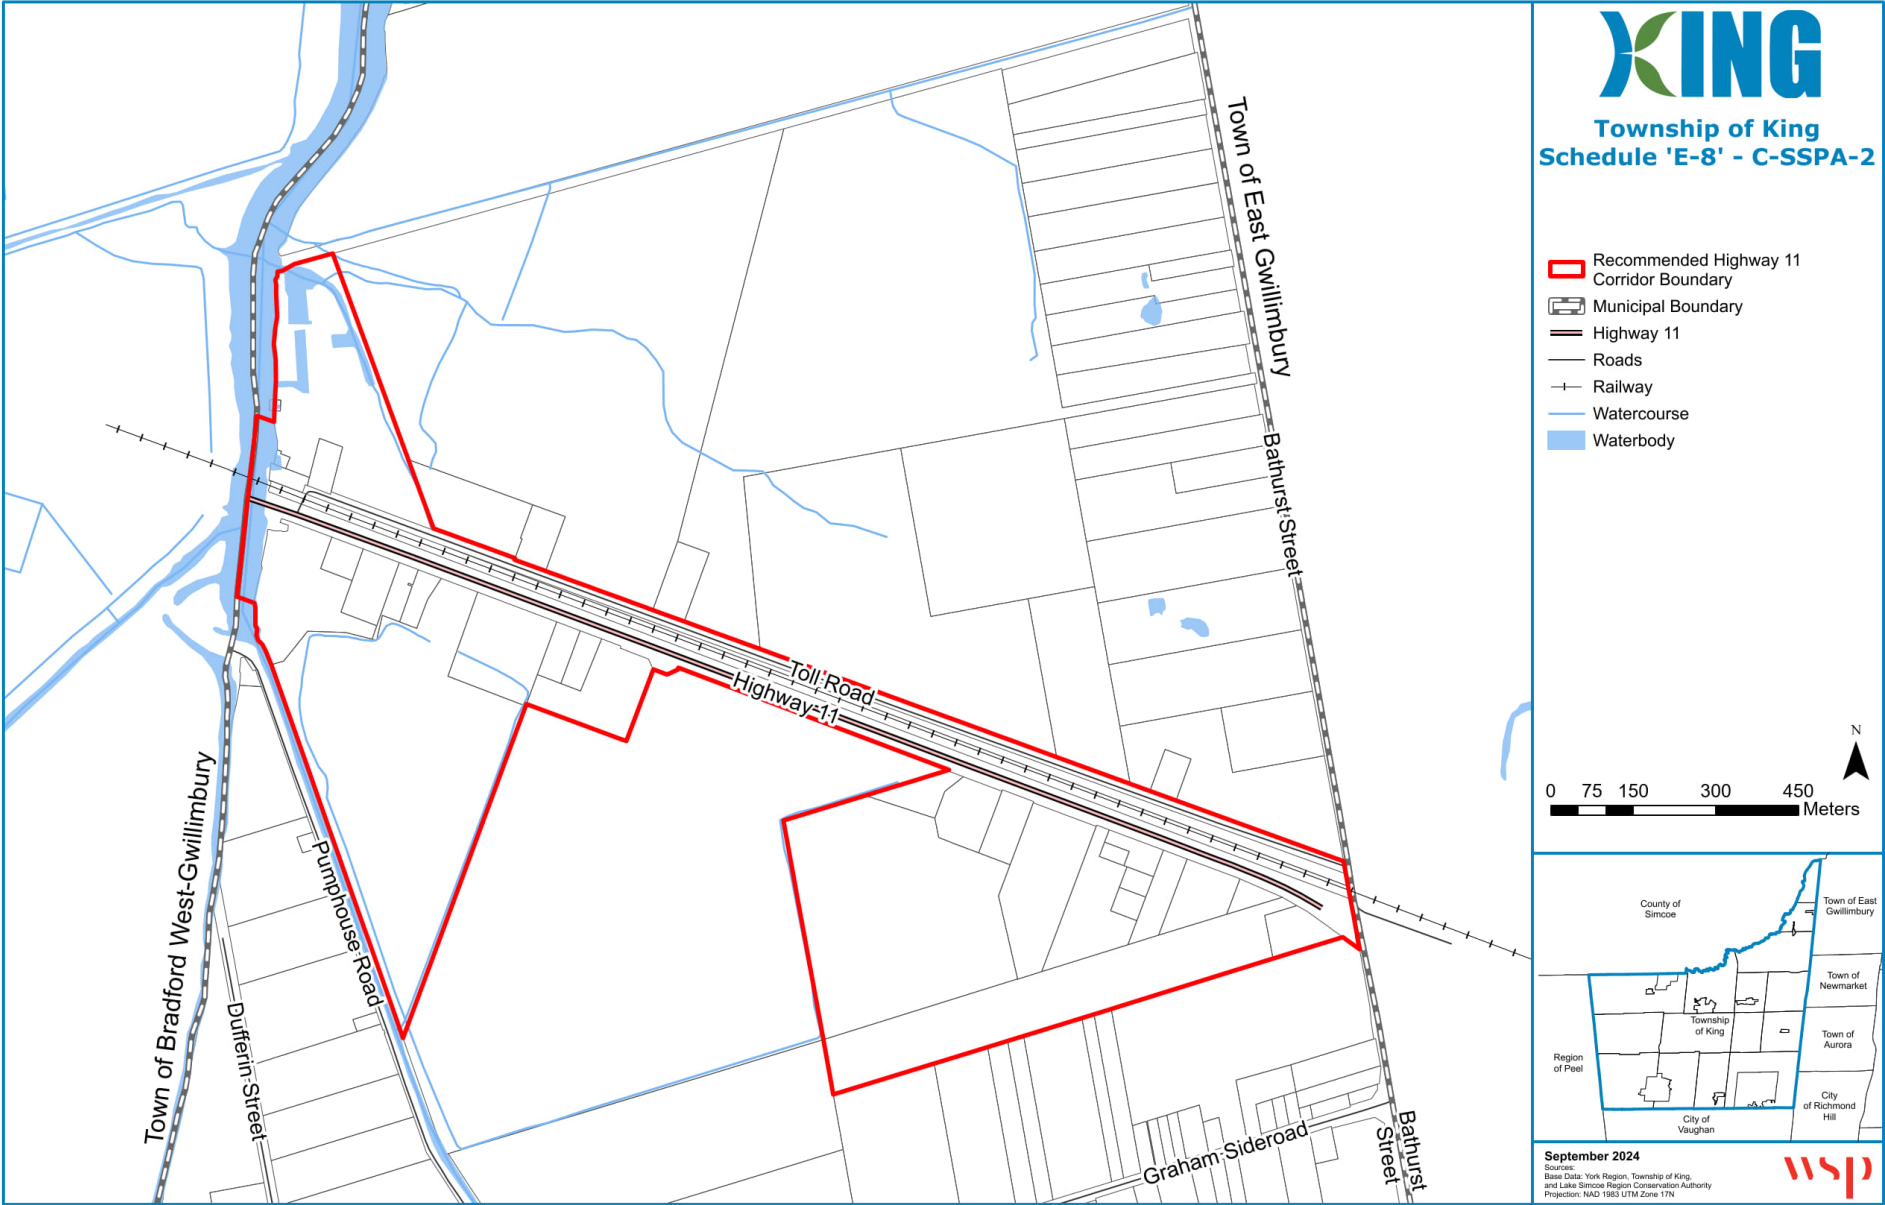 KING
Township of King
Schedule 'E-8' - C-SSPA-2
Recommended Highway 11
Corridor Boundary
Municipal Boundary
Highway 11
Roads
Railway
Watercourse
Waterbody
N
0 75 150 300 450
Meters
Town of East Gwillimbury
Bathurst Street
Toll Road
Highway 11
Town of Bradford West Gwillimbury
Pumphouse Road
Dufferin Street
Graham Sideroad
Bathurst
Street
County of
Simcoe
Town of East
Gwillimbury
Town of
Newmarket
Township
of King
Town of
Aurora
Region
of Peel
City
of Richmond
Hill
City of
Vaughan
September 2024
Sources:
Base Data: York Region, Township of King,
and Lake Simcoe Region Conservation Authority
Projection: NAD 1983 UTM Zone 17N
wsp